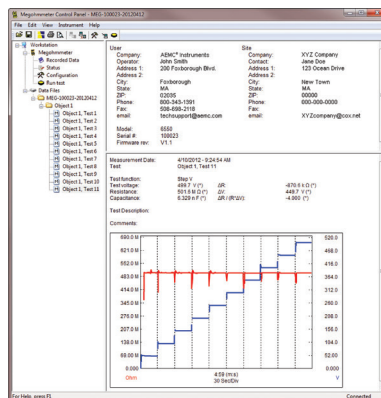 Megohmmeter Control Panel - MEG-100023-20120412
File Edit View Instrument Help
Workstation
Megohmmeter
Recorded Data
Status
Configuration
Run test
Data Files
MEG-100023-20120412
Object 1
Object 1, Test 1
Object 1, Test 2
Object 1, Test 3
Object 1, Test 4
Object 1, Test 5
Object 1, Test 6
Object 1, Test 7
Object 1, Test 8
Object 1, Test 9
Object 1, Test 10
Object 1, Test 11
User
Company: AEMC® Instruments
Operator: John Smith
Address 1: 200 Foxborough Blvd.
Address 2:
City: Foxborough
State MA
ZIP: 02035
Phone: 800-343-1391
Fax: 508-698-2118
email techsupport@aemc.com
Model: 6550
Serial #: 100023
Firmware rev: V1.1
Site
Company: XYZ Company
Contact: Jane Doe
Address 1: 123 Ocean Drive
Address 2:
City: New Town
State: MA
ZIP: 00000
Phone: 000-000-0000
Fax:
email: XYZcompany@cox.net
Measurement Date: 4/10/2012 - 9:24:54 AM
Test: Object 1, Test 11
Test function: Step V
Test voltage: 499.7 V (*) ΔR: -870.6 k Ω (*)
Resistance: 501.6 M Ω (*) ΔV: 449.7 V (*)
Capacitance: 6.329 n F (*) ΔR / (R*ΔV): -4.000 (*)
Test Description:
Comments:
690.0 M 520.0
621.0 M 468.0
552.0 M 416.0
483.0 M 364.0
414.0 M 312.0
345.0 M 260.0
276.0 M 208.0
207.0 M 156.0
138.0 M 104.0
69.00 M 52.00
0.000 0.000
Ohm 4:59 (m:s) V
30 Sec/Div
For Help, press F1 Connected